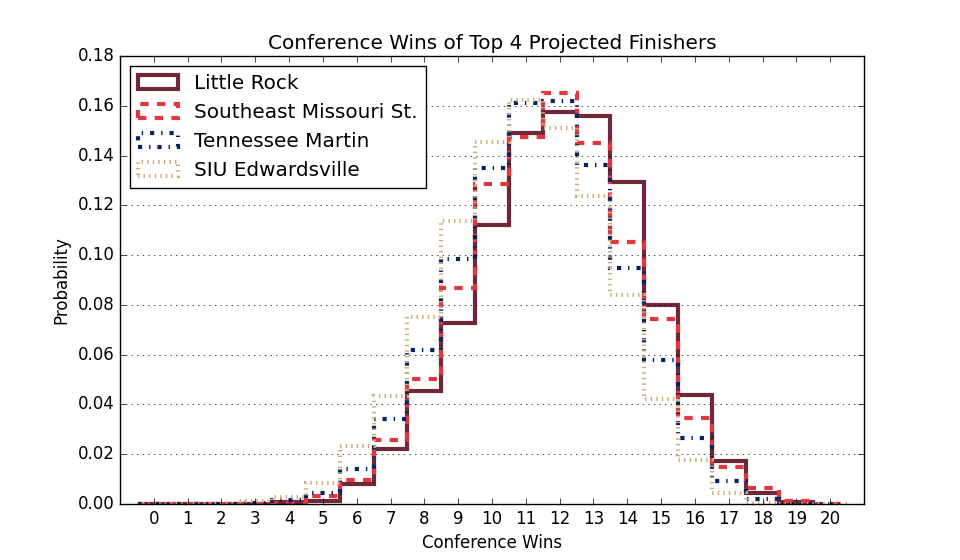 Conference Wins of Top 4 Projected Finishers
0.18
0.16
0.14
0.12
0.10
0.08
0.06
0.04
0.02
0.00
Probability
Little Rock
Southeast Missouri St.
Tennessee Martin
SIU Edwardsville
0 1 2 3 4 5 6 7 8 9 10 11 12 13 14 15 16 17 18 19 20
Conference Wins